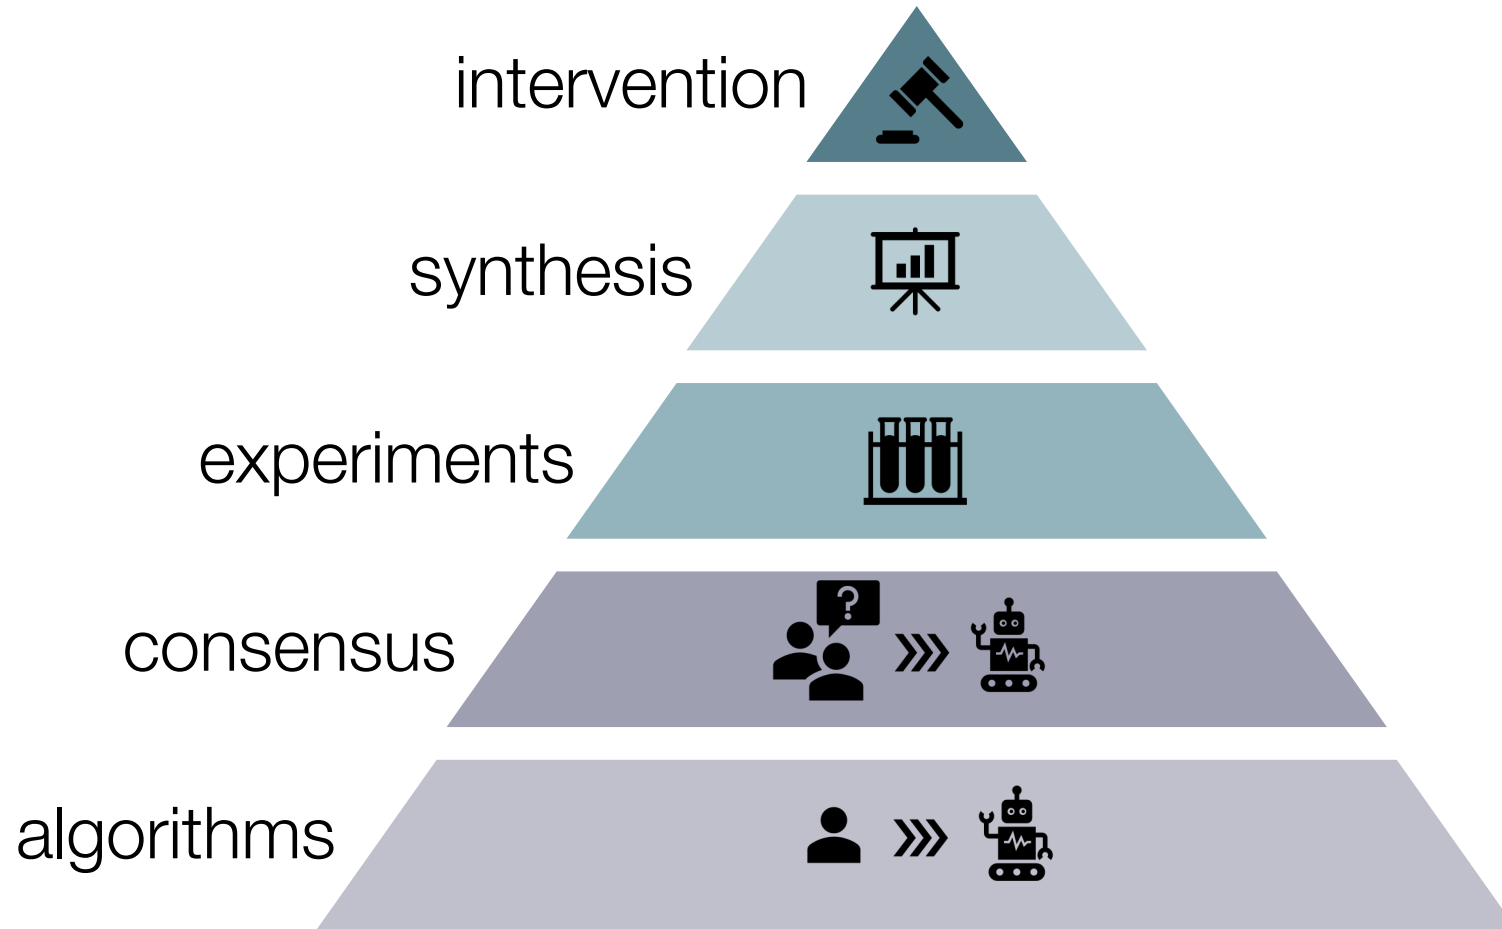 intervention
synthesis
experiments
?
consensus
algorithms